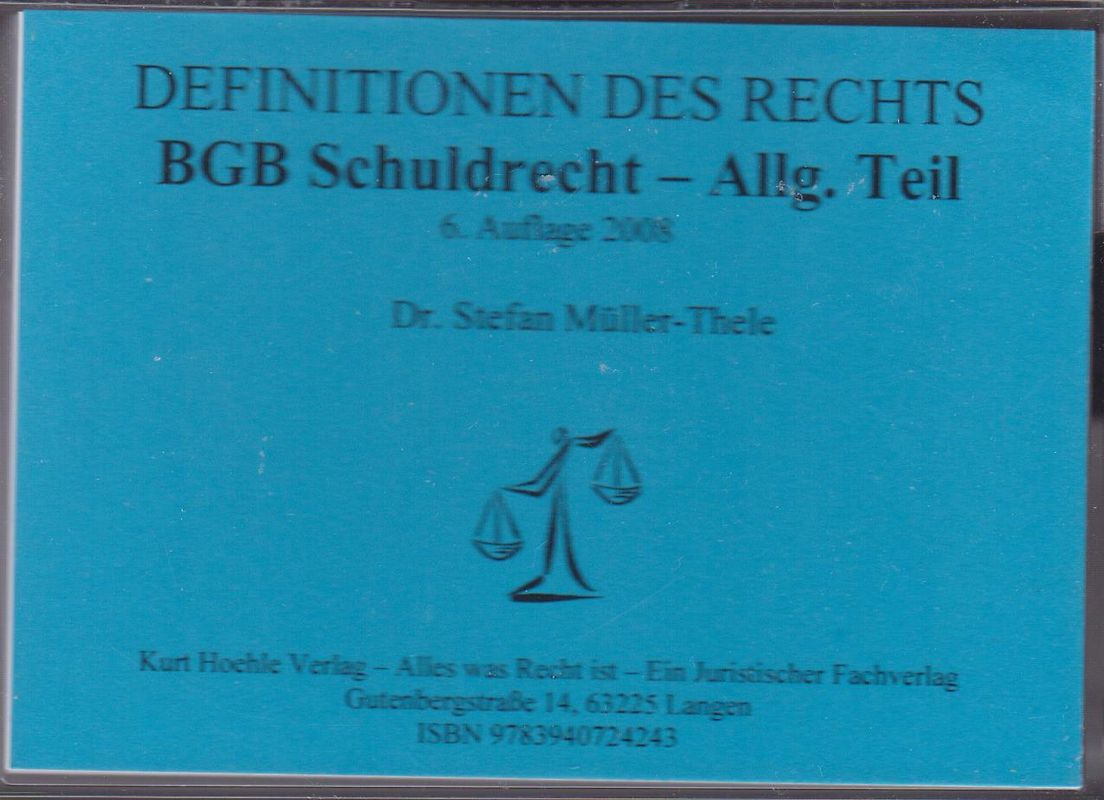 DEFINITIONEN DES RECHTS
BGB Schuldrecht – Allg. Teil
6. Auflage 2008
Dr. Stefan Müller-Thele
Kurt Hoehle Verlag – Alles was Recht ist – Ein Juristischer Fachverlag
Gutenbergstraße 14, 63225 Langen
ISBN 9783940724243